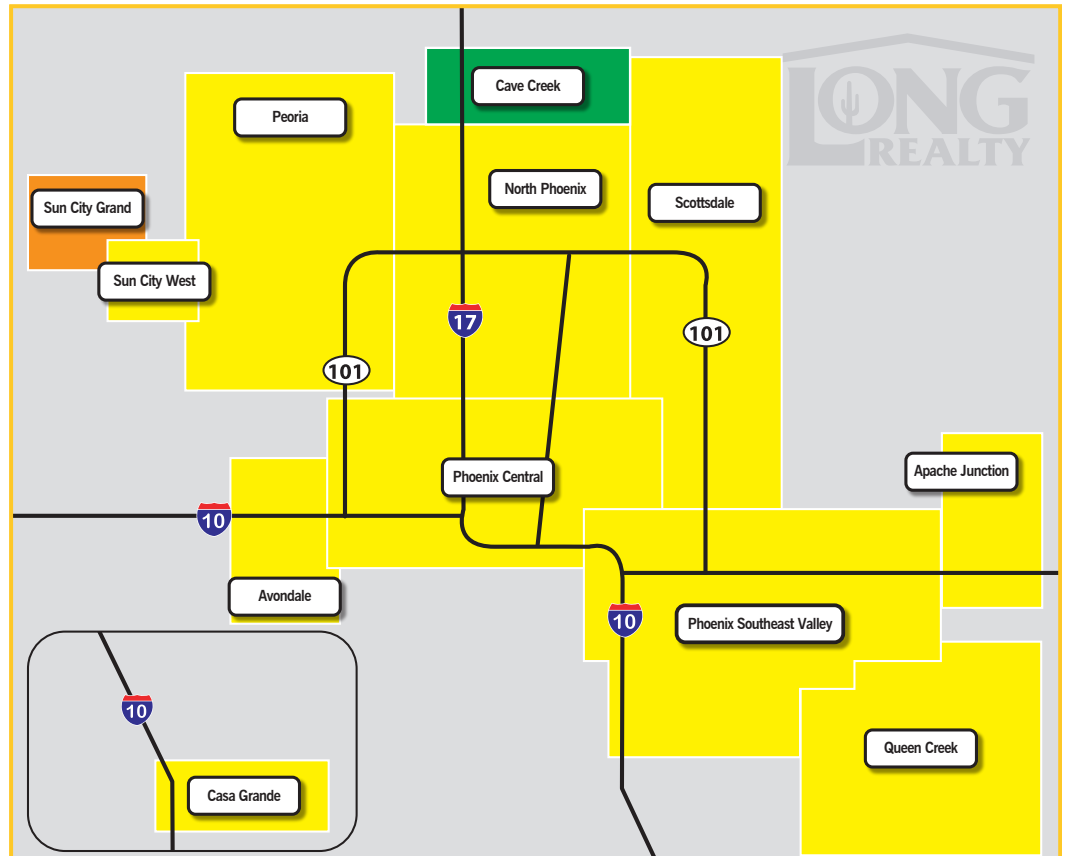 Cave Creek
LONG
REALTY
Peoria
North Phoenix
Scottsdale
Sun City Grand
Sun City West
17
101
101
Phoenix Central
Apache Junction
10
Avondale
10
Phoenix Southeast Valley
10
Queen Creek
Casa Grande